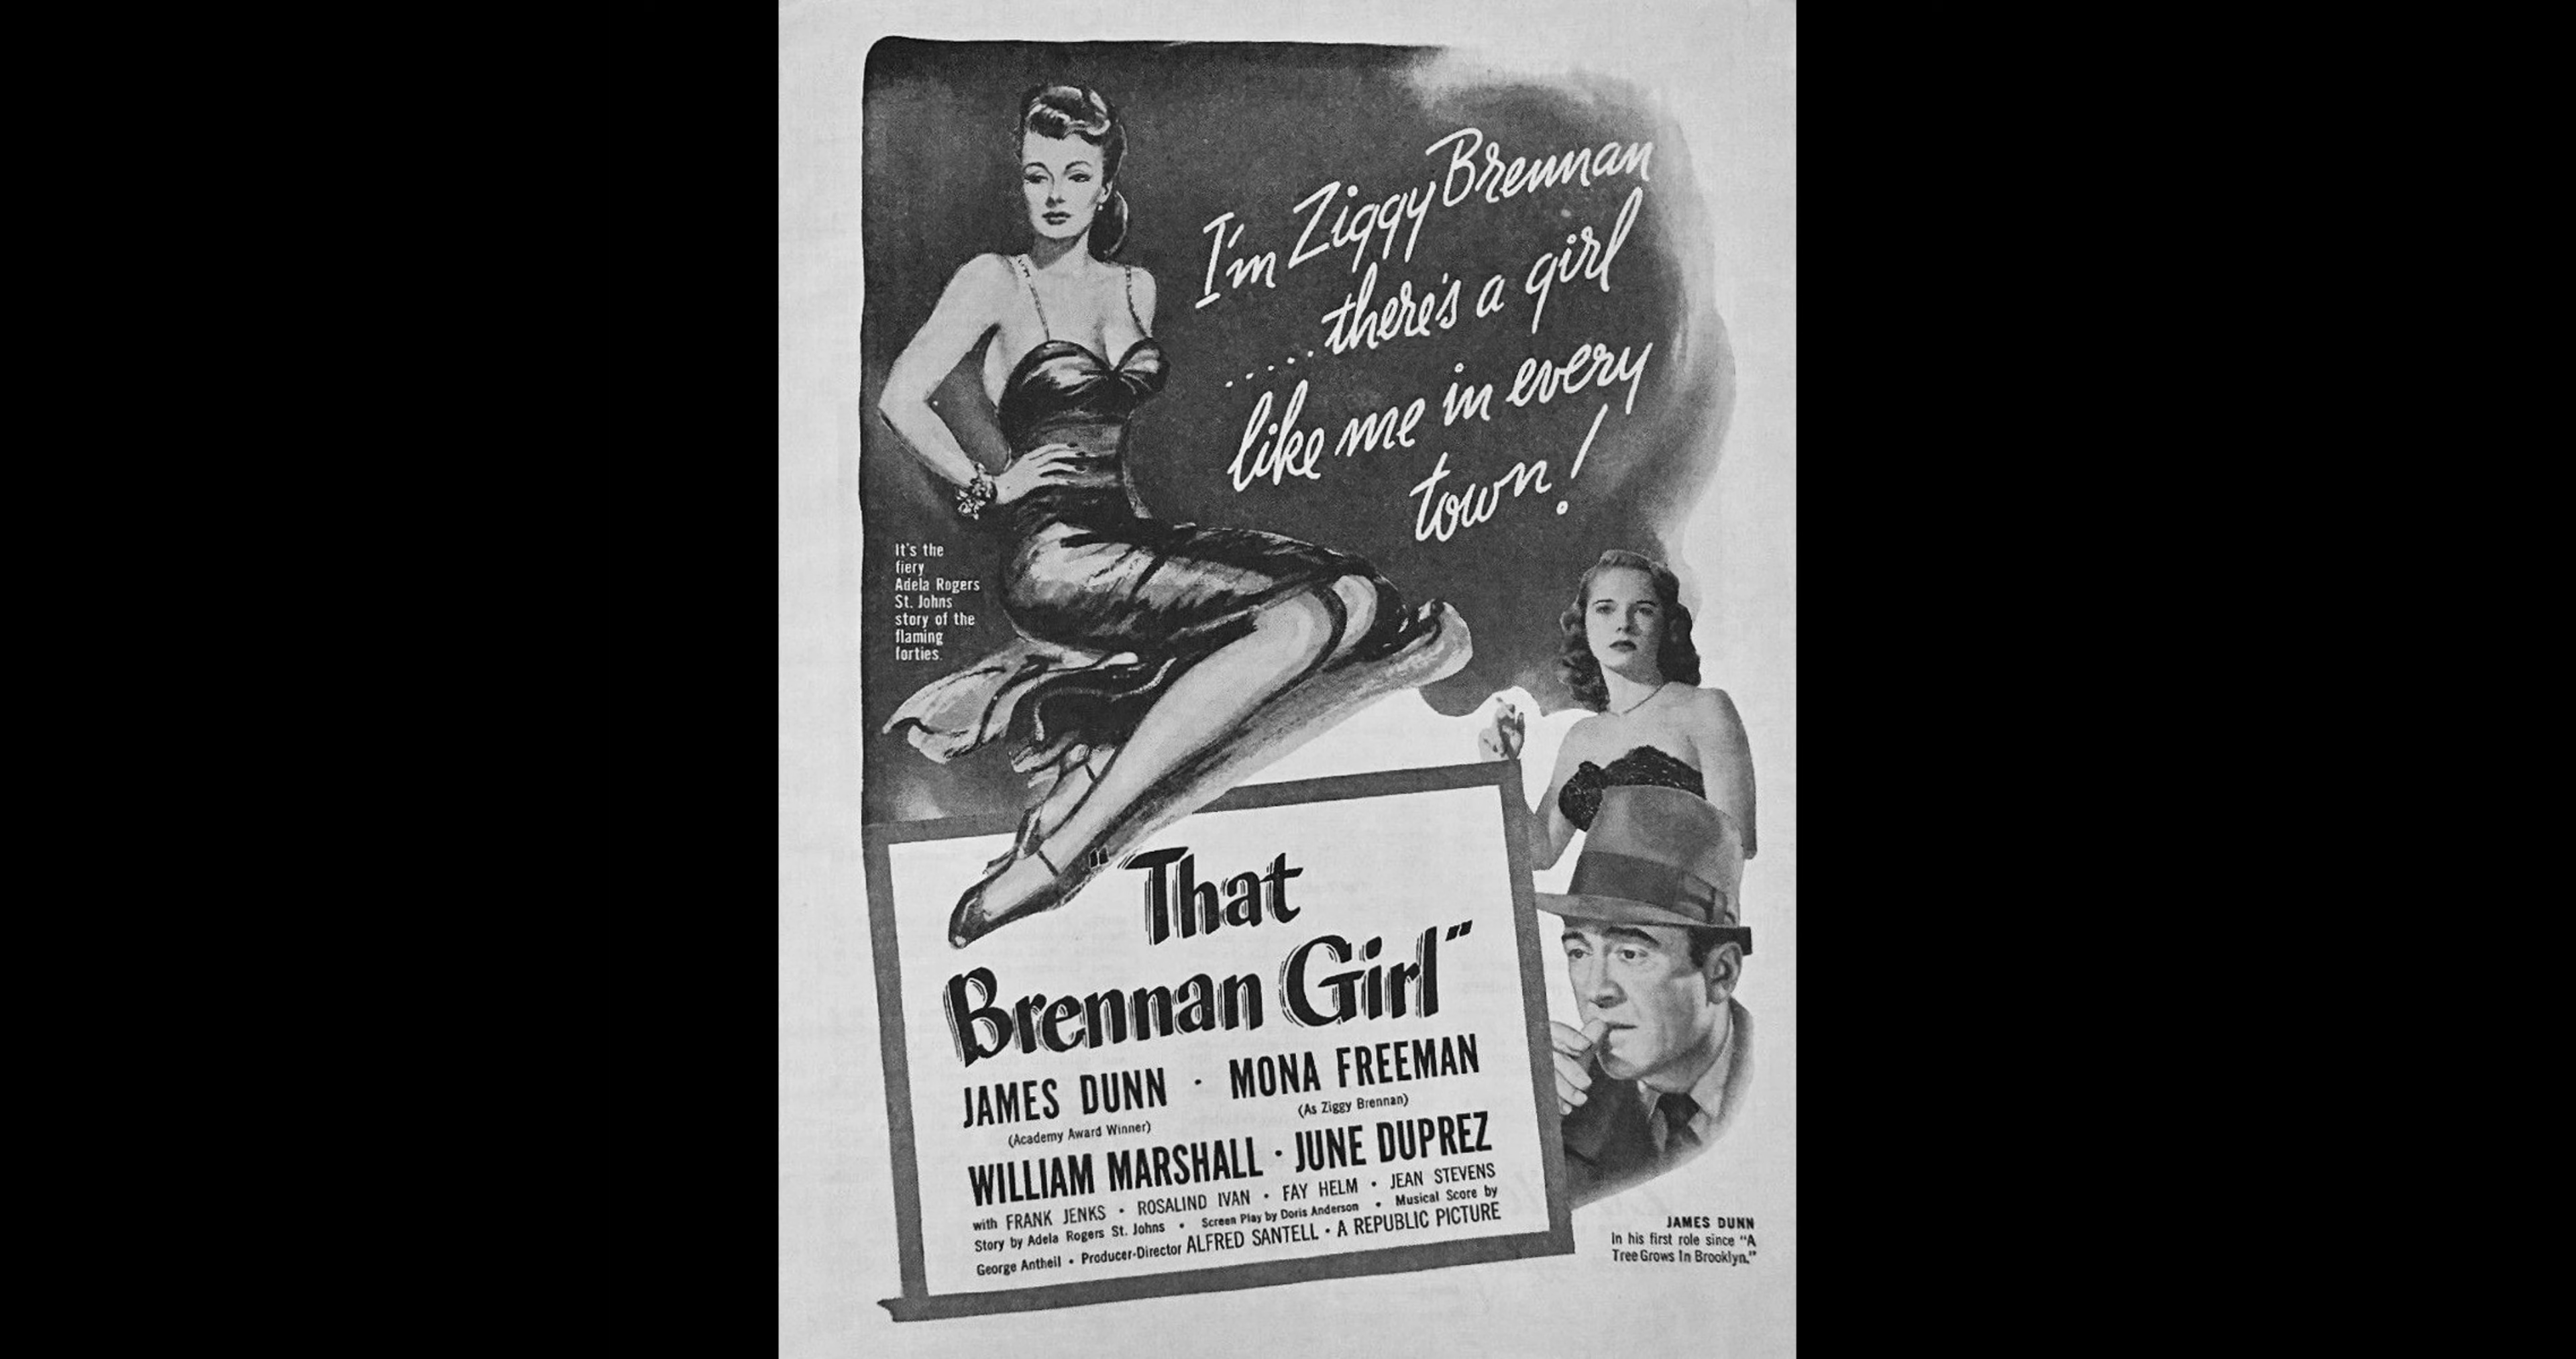 I'm Ziggy Brennan
.....there's a girl
like me in every
town!
It's the
fiery
Adela Rogers
St. Johns
story of the
flaming
forties.
"That
Brennan Girl"
JAMES DUNN · MONA FREEMAN
(Academy Award Winner) (As Ziggy Brennan)
WILLIAM MARSHALL · JUNE DUPREZ
with FRANK JENKS · ROSALIND IVAN · FAY HELM · JEAN STEVENS
Story by Adela Rogers St. Johns · Screen Play by Doris Anderson · Musical Score by
George Antheil · Producer-Director ALFRED SANTELL · A REPUBLIC PICTURE
JAMES DUNN
In his first role since "A
Tree Grows In Brooklyn."